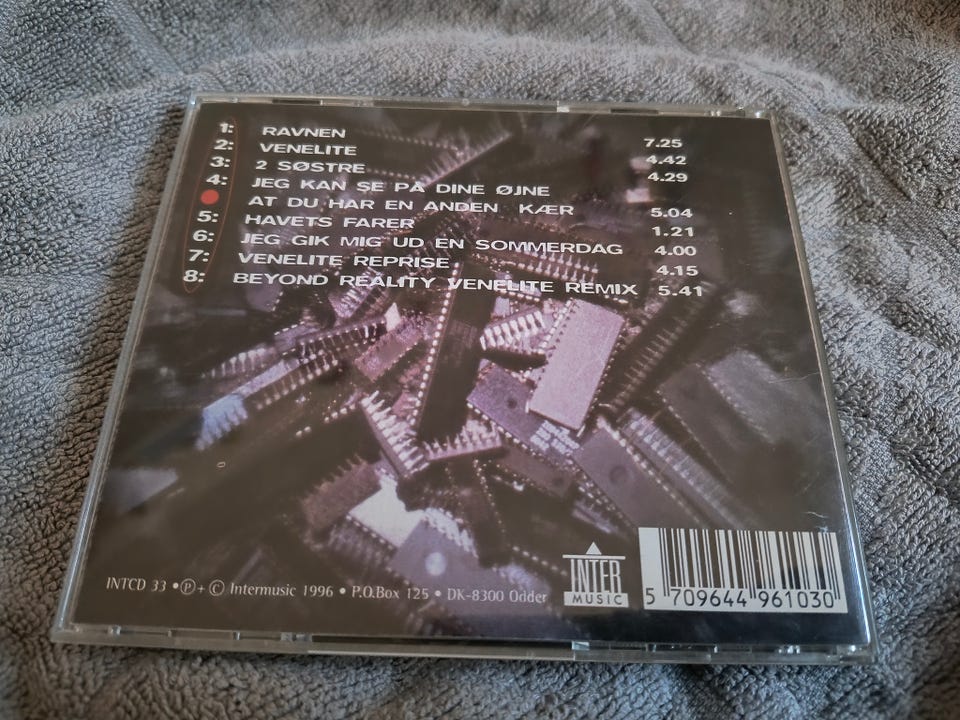 1: RAVNEN 7.25
2: VENELITE 4.42
3: 2 SØSTRE 4.29
4: JEG KAN SE PÅ DINE ØJNE
AT DU HAR EN ANDEN KÆR 5.04
5: HAVETS FARER 1.21
6: JEG GIK MIG UD EN SOMMERDAG 4.00
7: VENELITE REPRISE 4.15
8: BEYOND REALITY VENELITE REMIX 5.41
INTCD 33 • Ⓟ + © Intermusic 1996 • P.O.Box 125 • DK-8300 Odder
INTER
MUSIC
5 709644 961030